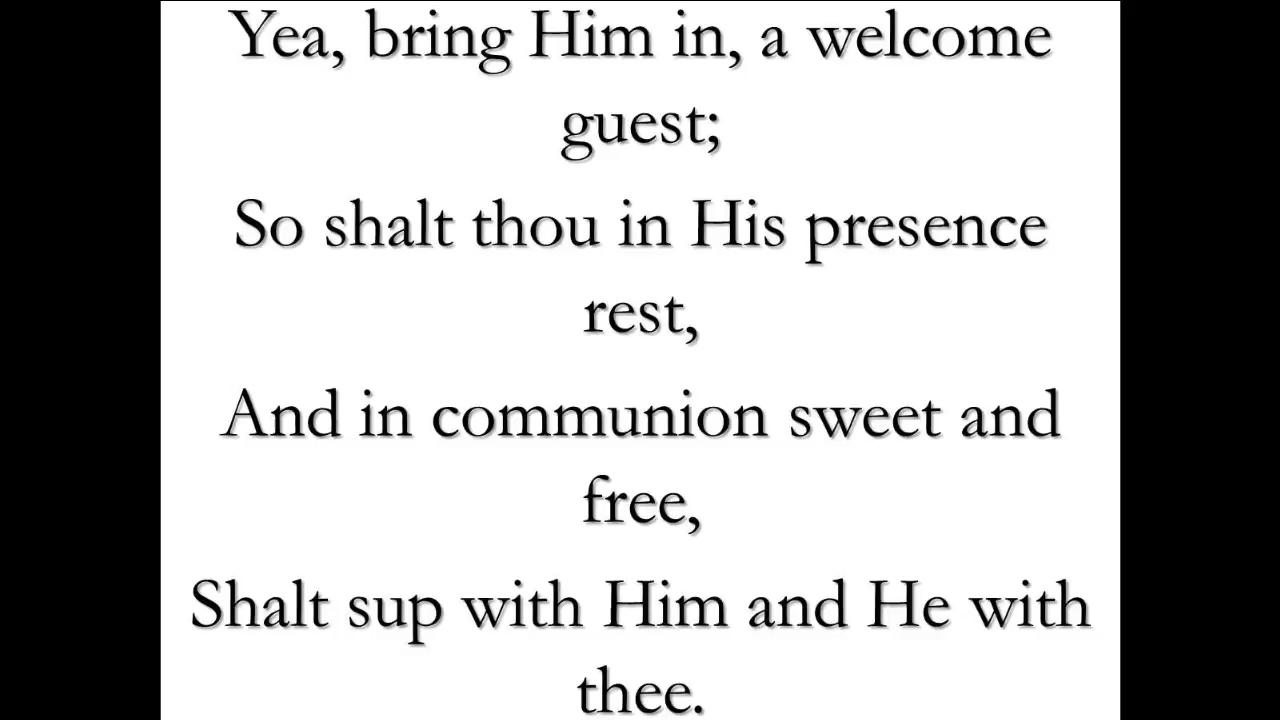 Yea, bring Him in, a welcome
guest;
So shalt thou in His presence
rest,
And in communion sweet and
free,
Shalt sup with Him and He with
thee.